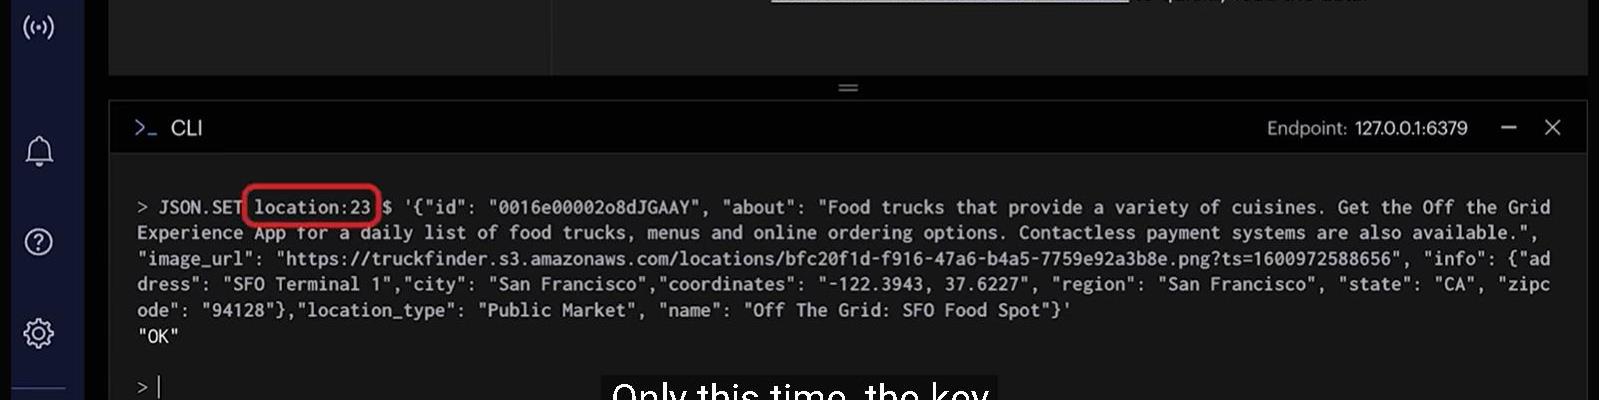 >_ CLI
Endpoint: 127.0.0.1:6379
> JSON.SET location:23 $ '{"id": "0016e00002o8dJGAAY", "about": "Food trucks that provide a variety of cuisines. Get the Off the Grid
Experience App for a daily list of food trucks, menus and online ordering options. Contactless payment systems are also available.",
"image_url": "https://truckfinder.s3.amazonaws.com/locations/bfc20f1d-f916-47a6-b4a5-7759e92a3b8e.png?ts=1600972588656", "info": {"ad
dress": "SFO Terminal 1","city": "San Francisco","coordinates": "-122.3943, 37.6227", "region": "San Francisco", "state": "CA", "zipc
ode": "94128"},"location_type": "Public Market", "name": "Off The Grid: SFO Food Spot"}'
"OK"
>
Only this time, the key